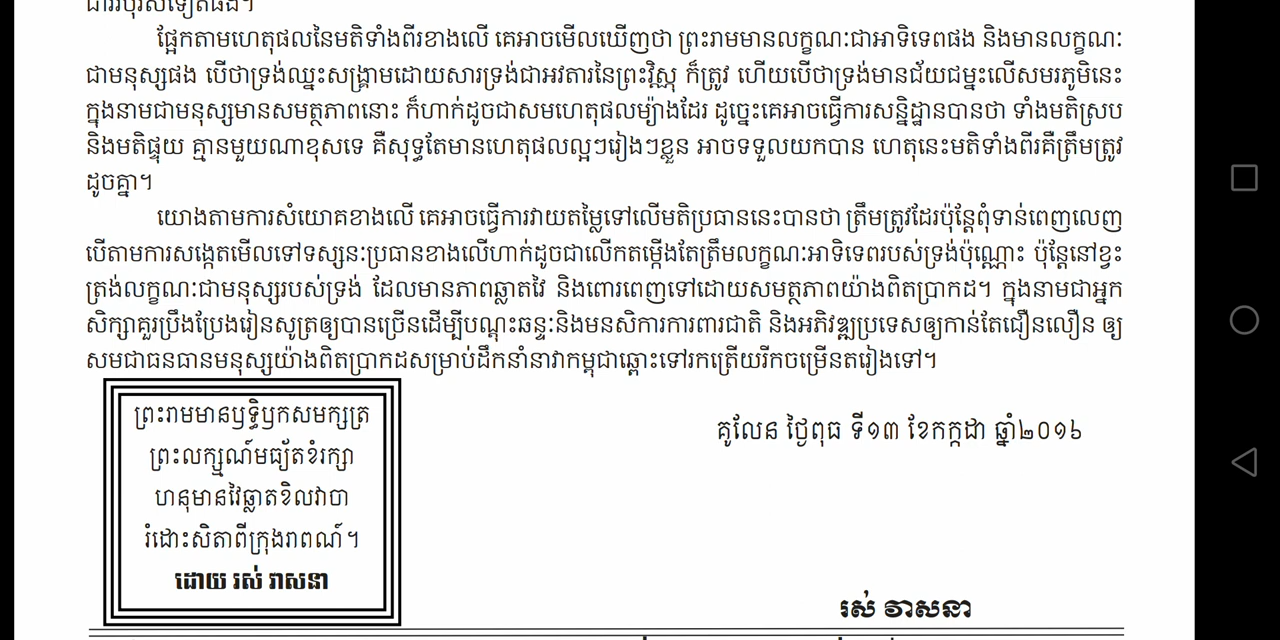 ផ្អែកតាមហេតុផលនៃមតិទាំងពីរខាងលើ គេអាចមើលឃើញថា ព្រះរាមមានលក្ខណៈជាអាទិទេពផង និងមានលក្ខណៈ
ជាមនុស្សផង បើថាទ្រង់ឈ្នះសង្គ្រាមដោយសារទ្រង់ជាអវតារនៃព្រះវិស្ណុ ក៏ត្រូវ ហើយបើថាទ្រង់មានជ័យជម្នះលើសមរភូមិនេះ
ក្នុងនាមជាមនុស្សមានសមត្ថភាពនោះ ក៏ហាក់ដូចជាសមហេតុផលម៉្យាងដែរ ដូច្នេះគេអាចធ្វើការសន្និដ្ឋានបានថា ទាំងមតិស្រប
និងមតិផ្ទុយ គ្មានមួយណាខុសទេ គឺសុទ្ធតែមានហេតុផលល្អៗរៀងៗខ្លួន អាចទទួលយកបាន ហេតុនេះមតិទាំងពីរគឺត្រឹមត្រូវ
ដូចគ្នា។
យោងតាមការសំយោគខាងលើ គេអាចធ្វើការវាយតម្លៃទៅលើមតិប្រធាននេះបានថា ត្រឹមត្រូវដែរប៉ុន្តែពុំទាន់ពេញលេញ
បើតាមការសង្កេតមើលទៅទស្សនៈប្រធានខាងលើហាក់ដូចជាលើកតម្កើងតែត្រឹមលក្ខណៈអាទិទេពរបស់ទ្រង់ប៉ុណ្ណោះ ប៉ុន្តែនៅខ្វះ
ត្រង់លក្ខណៈជាមនុស្សរបស់ទ្រង់ ដែលមានភាពឆ្លាតវៃ និងពោរពេញទៅដោយសមត្ថភាពយ៉ាងពិតប្រាកដ។ ក្នុងនាមជាអ្នក
សិក្សាគួរប្រឹងប្រែងរៀនសូត្រឲ្យបានច្រើនដើម្បីបណ្តុះឆន្ទៈនិងមនសិការការពារជាតិ និងអភិវឌ្ឍប្រទេសឲ្យកាន់តែជឿនលឿន ឲ្យ
សមជាធនធានមនុស្សយ៉ាងពិតប្រាកដសម្រាប់ដឹកនាំនាវាកម្ពុជាឆ្ពោះទៅរកត្រើយរីកចម្រើនតរៀងទៅ។
ព្រះរាមមានឫទ្ធិឫកសមក្សត្រ
ព្រះលក្ស្មណ៍មធ្យ័តខំរក្សា
ហនុមានវៃឆ្លាតខិលវាចា
រំដោះសិតាពីក្រុងរាពណ៍។
ដោយ រស់ វាសនា
គូលែន ថ្ងៃពុធ ទី១៣ ខែកក្កដា ឆ្នាំ២០១៦
រស់ វាសនា